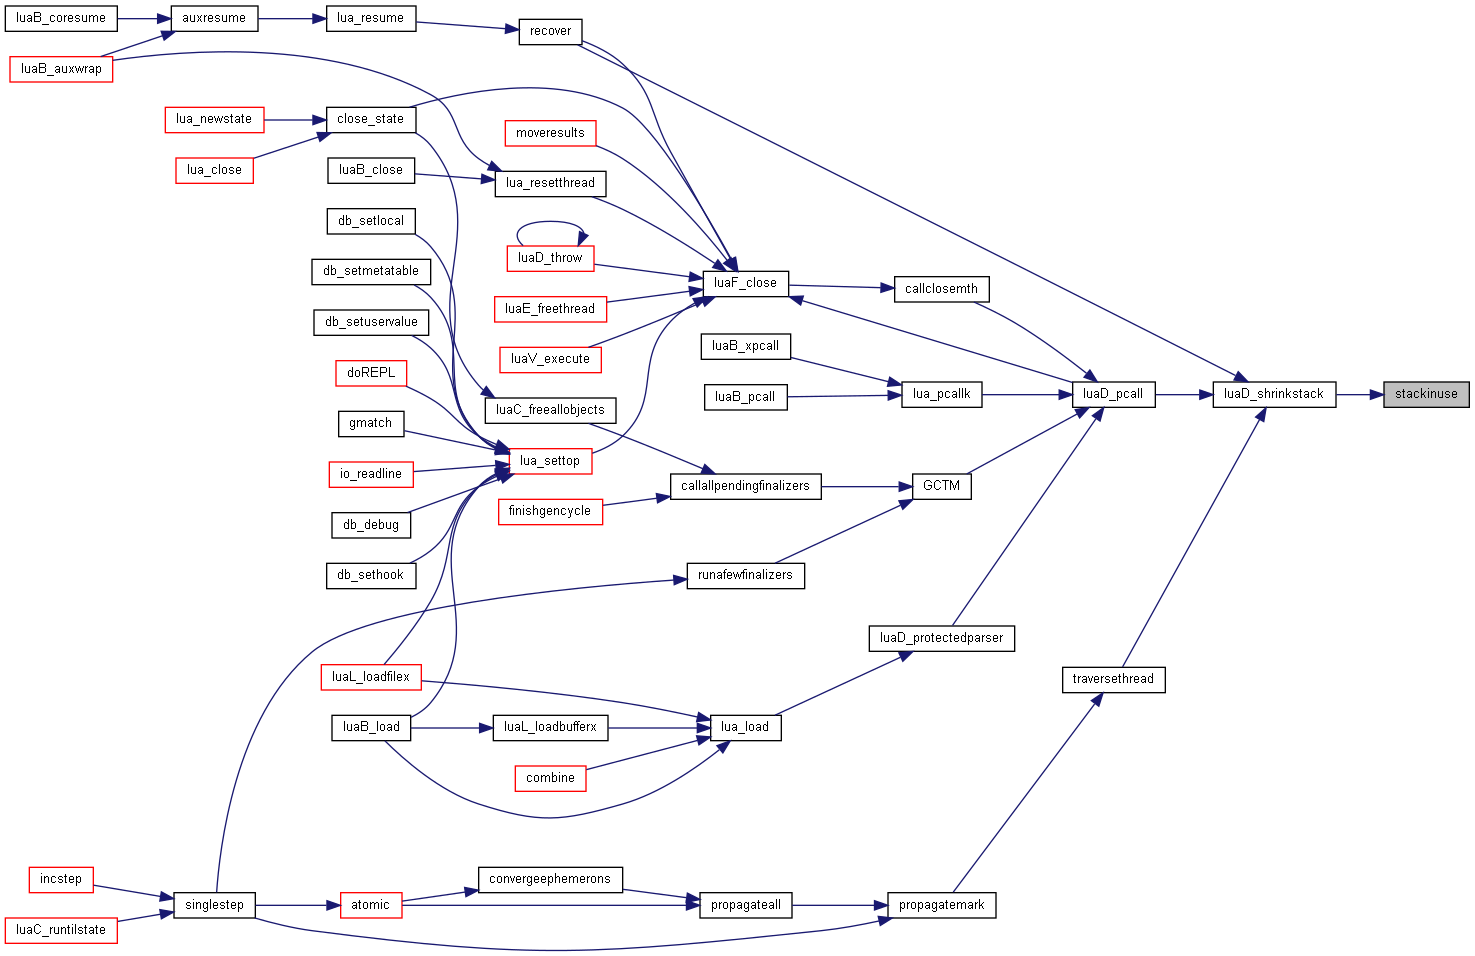 luaB_coresume
auxresume
lua_resume
recover
luaB_auxwrap
lua_newstate
close_state
moveresults
lua_close
luaB_close
lua_resetthread
db_setlocal
luaD_throw
db_setmetatable
luaF_close
callclosemth
luaE_freethread
db_setuservalue
luaV_execute
luaB_xpcall
doREPL
luaB_pcall
lua_pcallk
luaD_pcall
luaD_shrinkstack
stackinuse
luaC_freeallobjects
gmatch
lua_settop
io_readline
callallpendingfinalizers
GCTM
finishgencycle
db_debug
db_sethook
runafewfinalizers
luaD_protectedparser
luaL_loadfilex
traversethread
luaB_load
luaL_loadbufferx
lua_load
combine
incstep
convergeephemerons
singlestep
atomic
propagateall
propagatemark
luaC_runtilstate